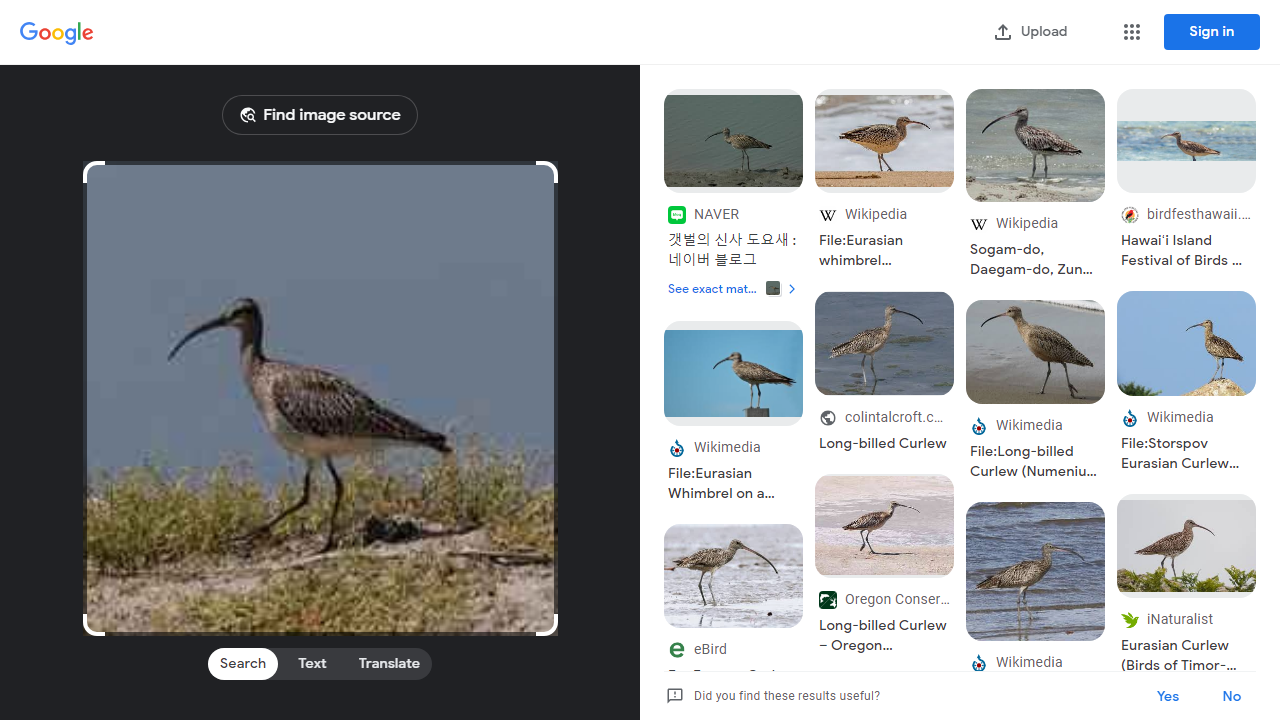 Google
Upload
Sign in
Find image source
Search
Text
Translate
NAVER
갯벌의 신사 도요새 :
네이버 블로그
See exact mat...
Wikimedia
File:Eurasian
Whimbrel on a...
eBird
W Wikipedia
File:Eurasian
whimbrel...
colintalcroft.c...
Long-billed Curlew
Oregon Conser...
Long-billed Curlew
– Oregon...
W Wikipedia
Sogam-do,
Daegam-do, Zun...
Wikimedia
File:Long-billed
Curlew (Numeniu...
Wikimedia
birdfesthawaii....
Hawaiʻi Island
Festival of Birds ...
Wikimedia
File:Storspov
Eurasian Curlew...
iNaturalist
Eurasian Curlew
(Birds of Timor-...
Did you find these results useful?
Yes
No